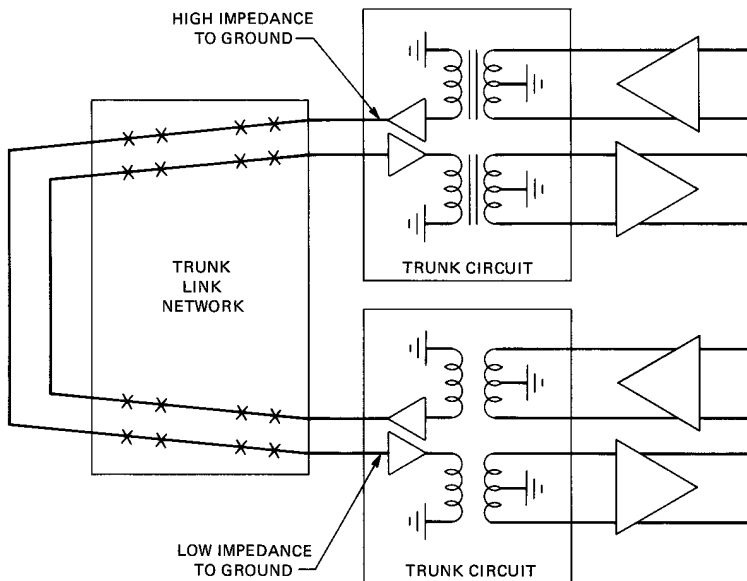 HIGH IMPEDANCE
TO GROUND
TRUNK CIRCUIT
TRUNK
LINK
NETWORK
LOW IMPEDANCE
TO GROUND
TRUNK CIRCUIT